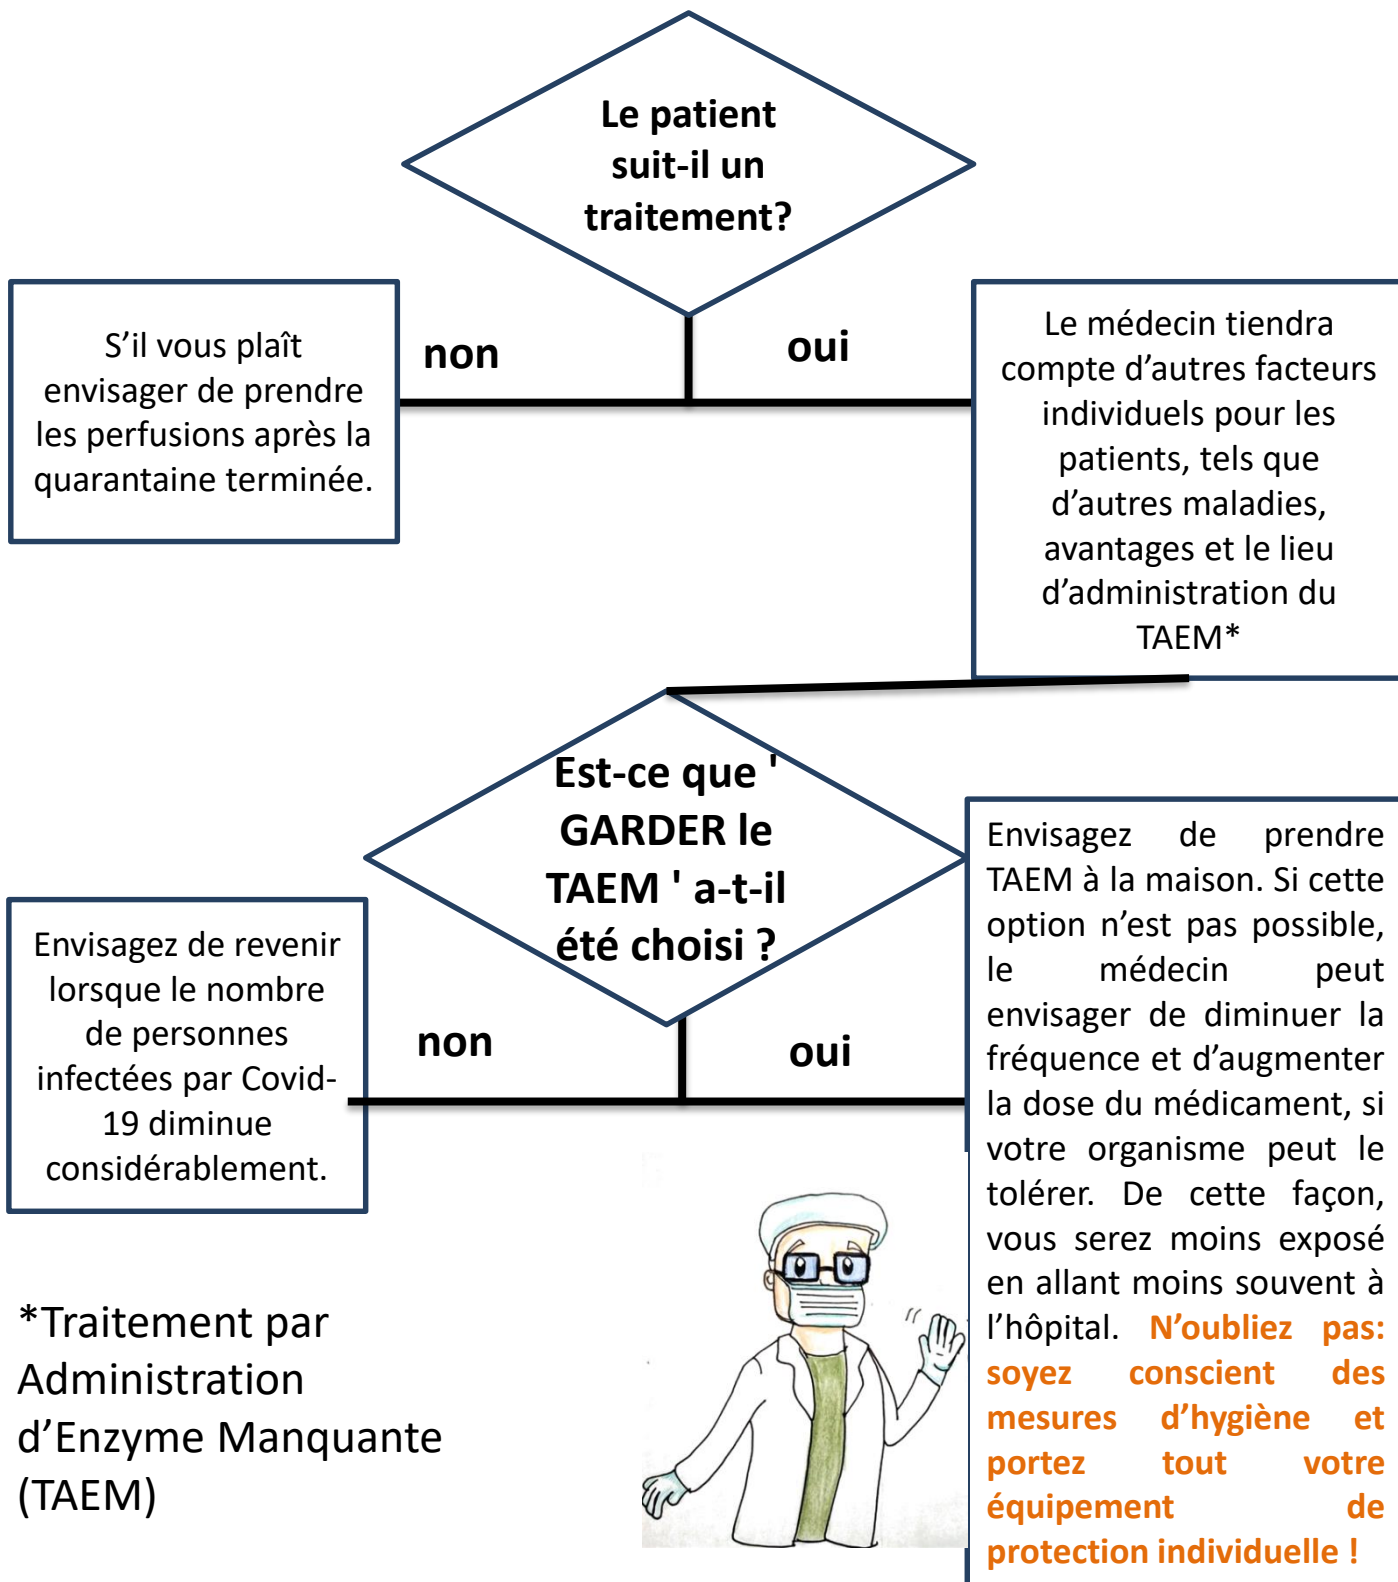 Le patient
suit-il un
traitement?
S’il vous plaît
envisager de prendre
les perfusions après la
quarantaine terminée.
non
oui
Le médecin tiendra
compte d’autres facteurs
individuels pour les
patients, tels que
d’autres maladies,
avantages et le lieu
d’administration du
TAEM*
Est-ce que '
GARDER le
TAEM ' a-t-il
été choisi ?
Envisagez de revenir
lorsque le nombre
de personnes
infectées par Covid-
19 diminue
considérablement.
non
oui
Envisagez de prendre
TAEM à la maison. Si cette
option n’est pas possible,
le médecin peut
envisager de diminuer la
fréquence et d’augmenter
la dose du médicament, si
votre organisme peut le
tolérer. De cette façon,
vous serez moins exposé
en allant moins souvent à
l’hôpital. N’oubliez pas:
soyez conscient des
mesures d’hygiène et
portez tout votre
équipement de
protection individuelle !
*Traitement par
Administration
d’Enzyme Manquante
(TAEM)